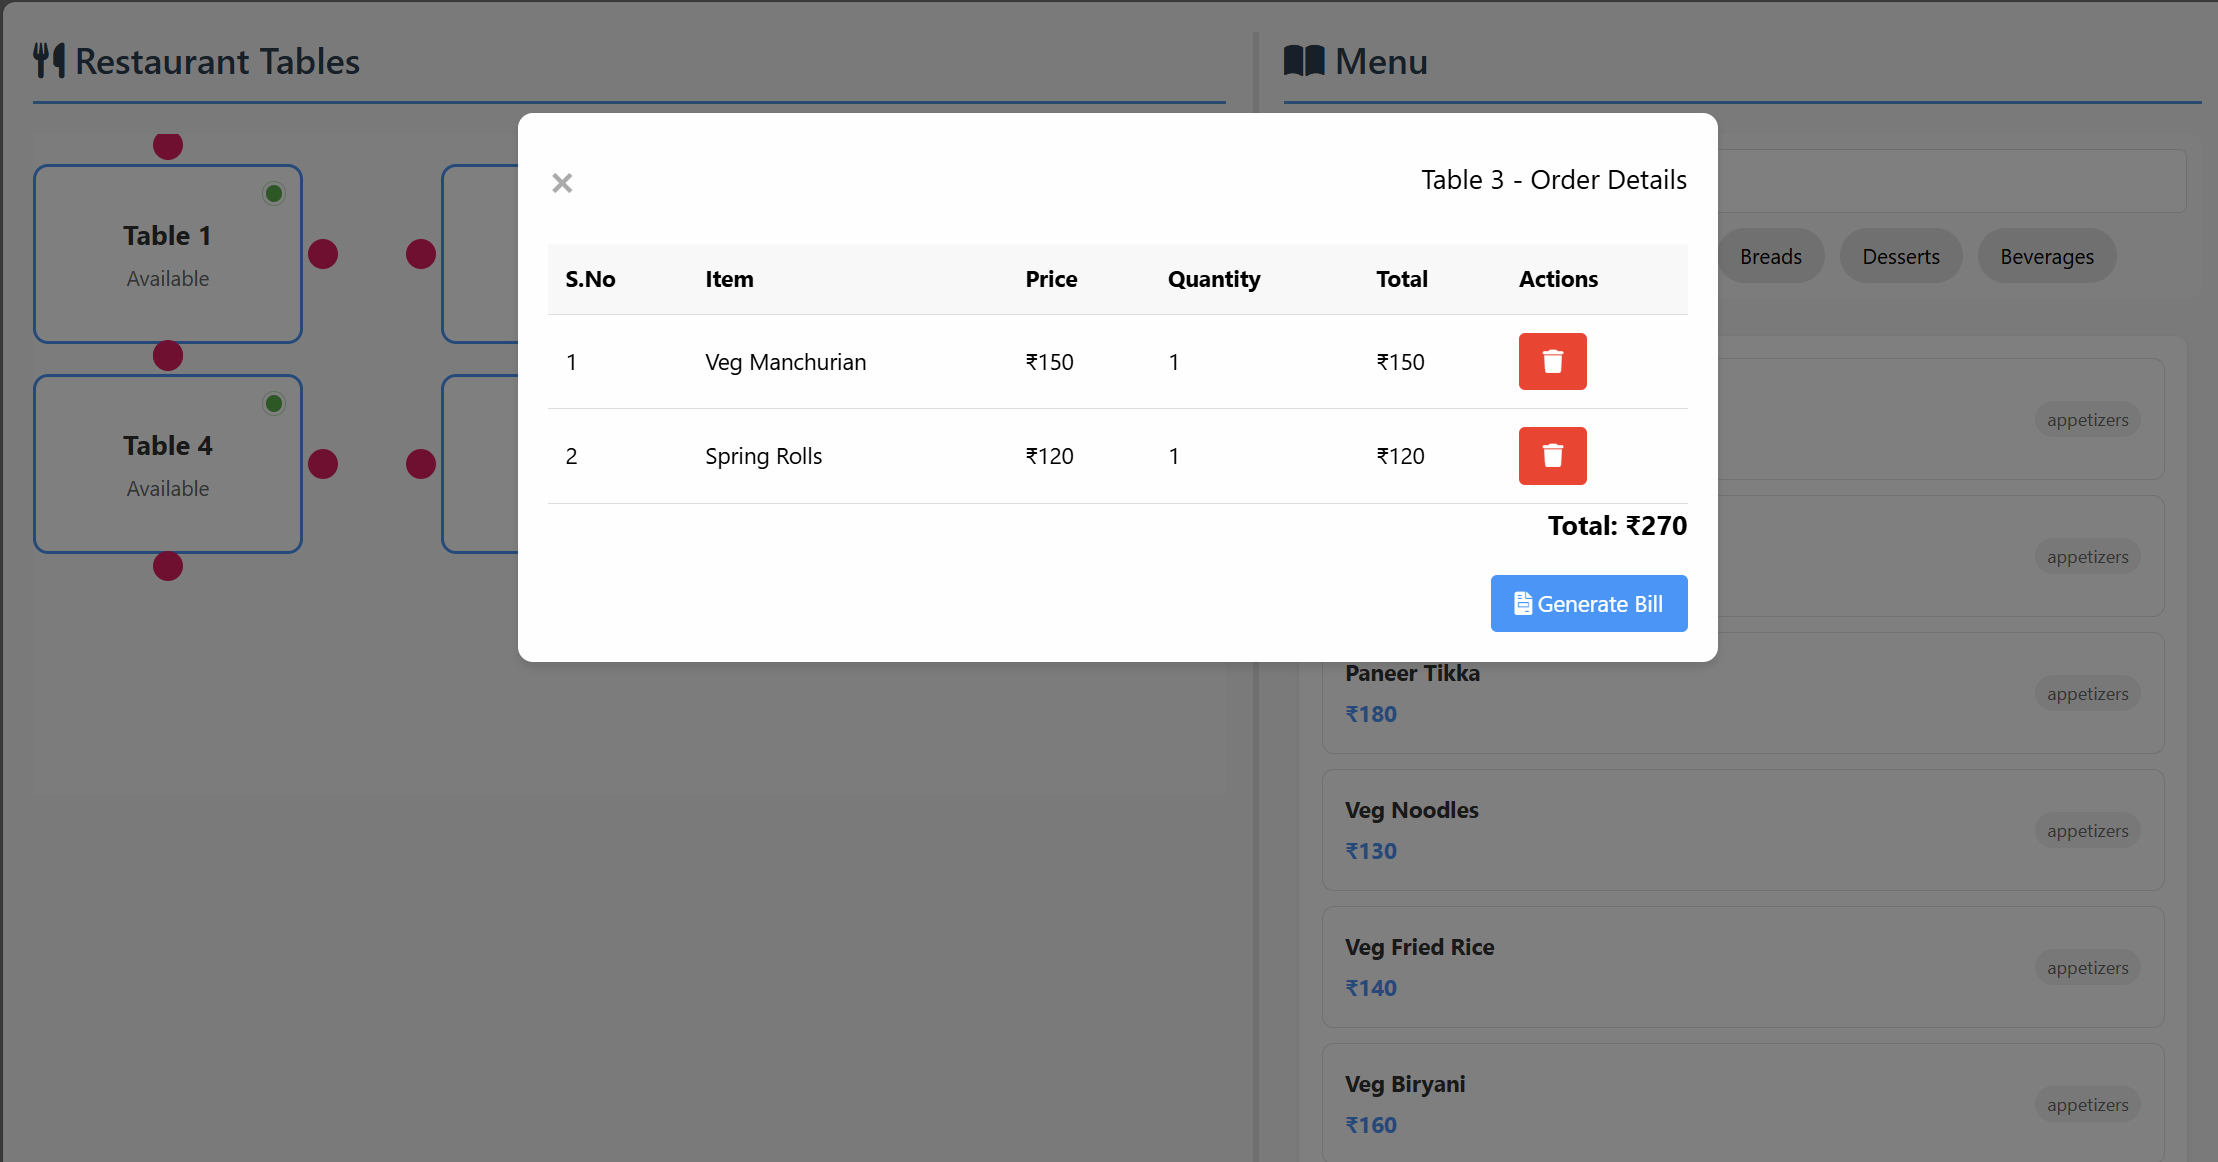 Restaurant Tables
Table 1
Available
Table 4
Available
Menu
Breads Desserts Beverages
appetizers
appetizers
Paneer Tikka
₹180
appetizers
Veg Noodles
₹130
appetizers
Veg Fried Rice
₹140
appetizers
Veg Biryani
₹160
appetizers
×
Table 3 - Order Details
S.No Item Price Quantity Total Actions
1 Veg Manchurian ₹150 1 ₹150
2 Spring Rolls ₹120 1 ₹120
Total: ₹270
Generate Bill